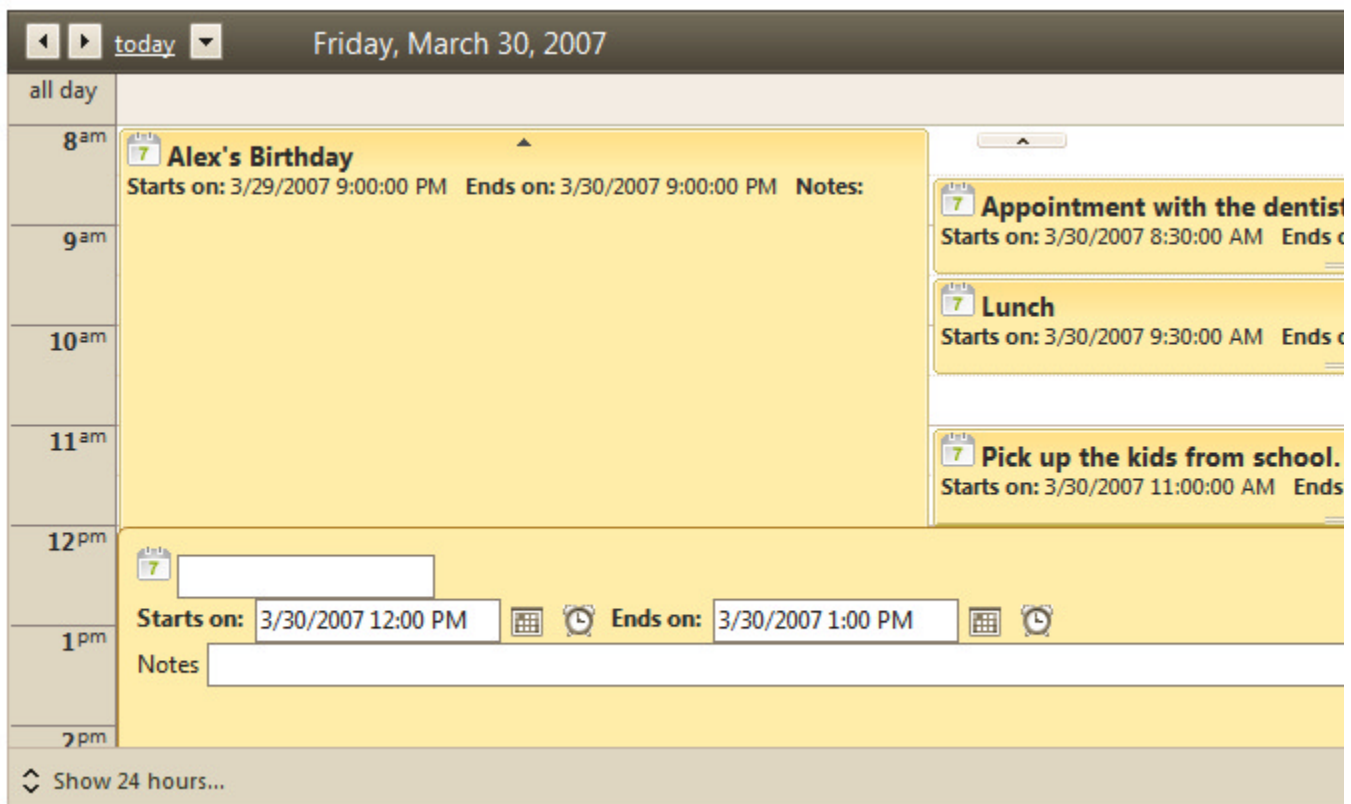 today Friday, March 30, 2007
all day
8am
Alex's Birthday
Starts on: 3/29/2007 9:00:00 PM Ends on: 3/30/2007 9:00:00 PM Notes:
7 Appointment with the dentist
Starts on: 3/30/2007 8:30:00 AM Ends
9am
7 Lunch
Starts on: 3/30/2007 9:30:00 AM Ends
10am
11am
7 Pick up the kids from school.
Starts on: 3/30/2007 11:00:00 AM Ends
12pm
7
Starts on: 3/30/2007 12:00 PM Ends on: 3/30/2007 1:00 PM
1pm
Notes
2pm
Show 24 hours...